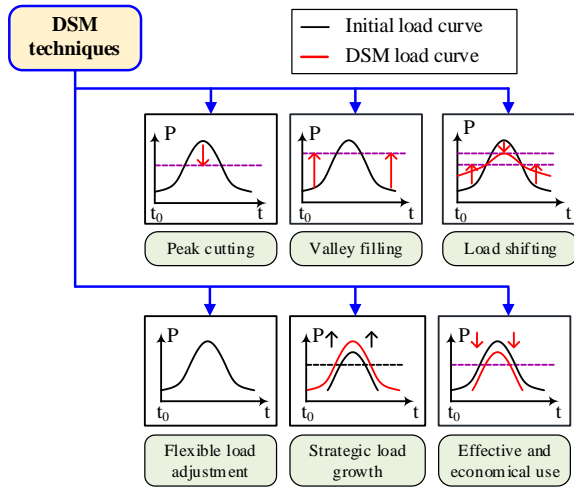 DSM
techniques
Initial load curve
DSM load curve
P
t0
t
Peak cutting
P
t0
t
Valley filling
P
t0
t
Load shifting
P
t0
t
Flexible load
adjustment
P
t0
t
Strategic load
growth
P
t0
t
Effective and
economical use